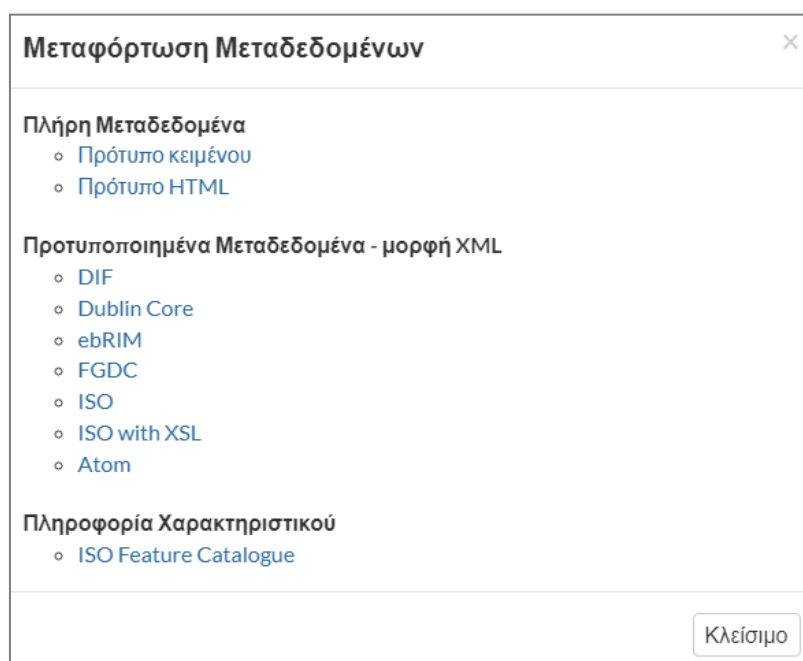 Μεταφόρτωση Μεταδεδομένων ×
Πλήρη Μεταδεδομένα
Πρότυπο κειμένου
Πρότυπο HTML
Προτυποποιημένα Μεταδεδομένα - μορφή XML
DIF
Dublin Core
ebRIM
FGDC
ISO
ISO with XSL
Atom
Πληροφορία Χαρακτηριστικού
ISO Feature Catalogue
Κλείσιμο